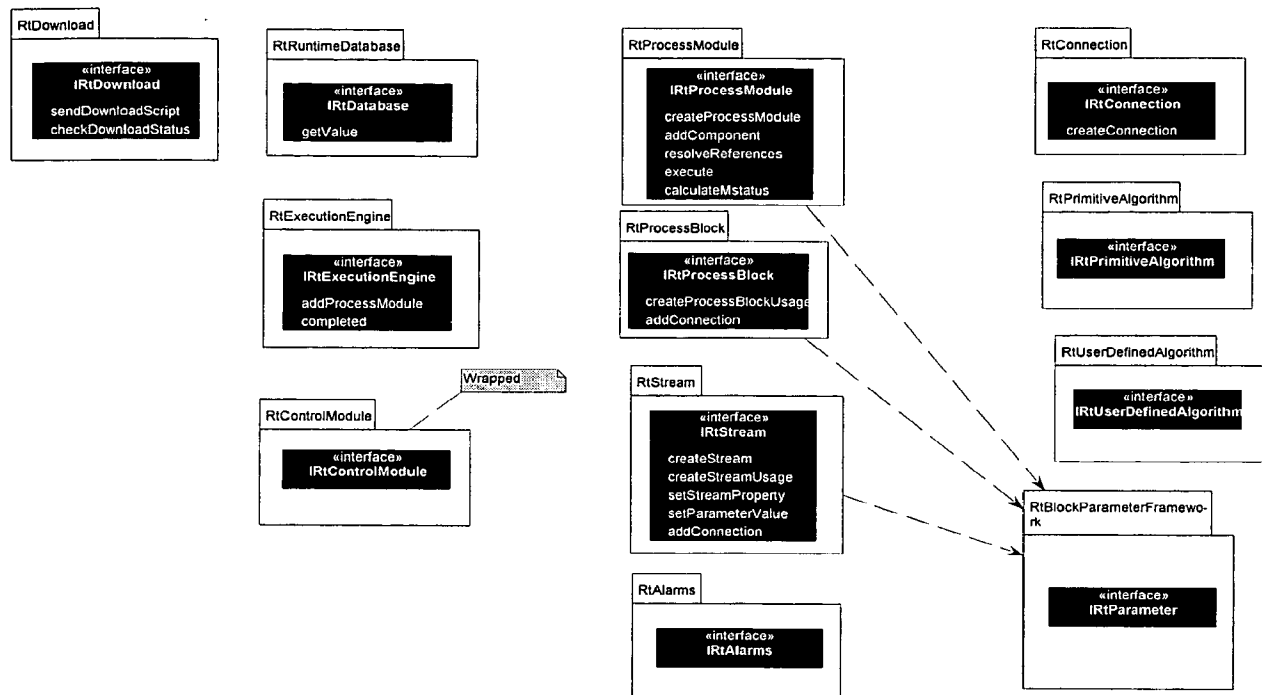 RtDownload
«interface»
IRtDownload
sendDownloadScript
checkDownloadStatus
RtRuntimeDatabase
«interface»
IRtDatabase
getValue
RtExecutionEngine
«interface»
IRtExecutionEngine
addProcessModule
completed
Wrapped
RtControlModule
«interface»
IRtControlModule
RtProcessModule
«interface»
IRtProcessModule
createProcessModule
addComponent
resolveReferences
execute
calculateMstatus
RtProcessBlock
«interface»
IRtProcessBlock
createProcessBlockUsage
addConnection
RtStream
«interface»
IRtStream
createStream
createStreamUsage
setStreamProperty
setParameterValue
addConnection
RtAlarms
«interface»
IRtAlarms
RtConnection
«interface»
IRtConnection
createConnection
RtPrimitiveAlgorithm
«interface»
IRtPrimitiveAlgorithm
RtUserDefinedAlgorithm
«interface»
IRtUserDefinedAlgorithm
RtBlockParameterFramewo-
rk
«interface»
IRtParameter